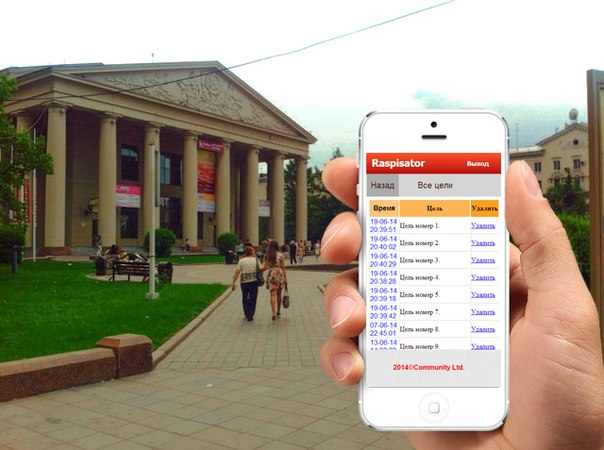 Raspisator Выход
Назад Все цели
Время Цель Удалить
19-06-14
20:39:51 Цель номер 1. Удалить
19-06-14
20:40:02 Цель номер 2. Удалить
19-06-14
20:40:29 Цель номер 3. Удалить
19-06-14
20:38:28 Цель номер 4. Удалить
19-06-14
20:39:18 Цель номер 5. Удалить
19-06-14
20:39:42 Цель номер 7. Удалить
07-06-14
22:45:01 Цель номер 8. Удалить
13-06-14
Цель номер 9. Удалить
2014©Community Ltd.